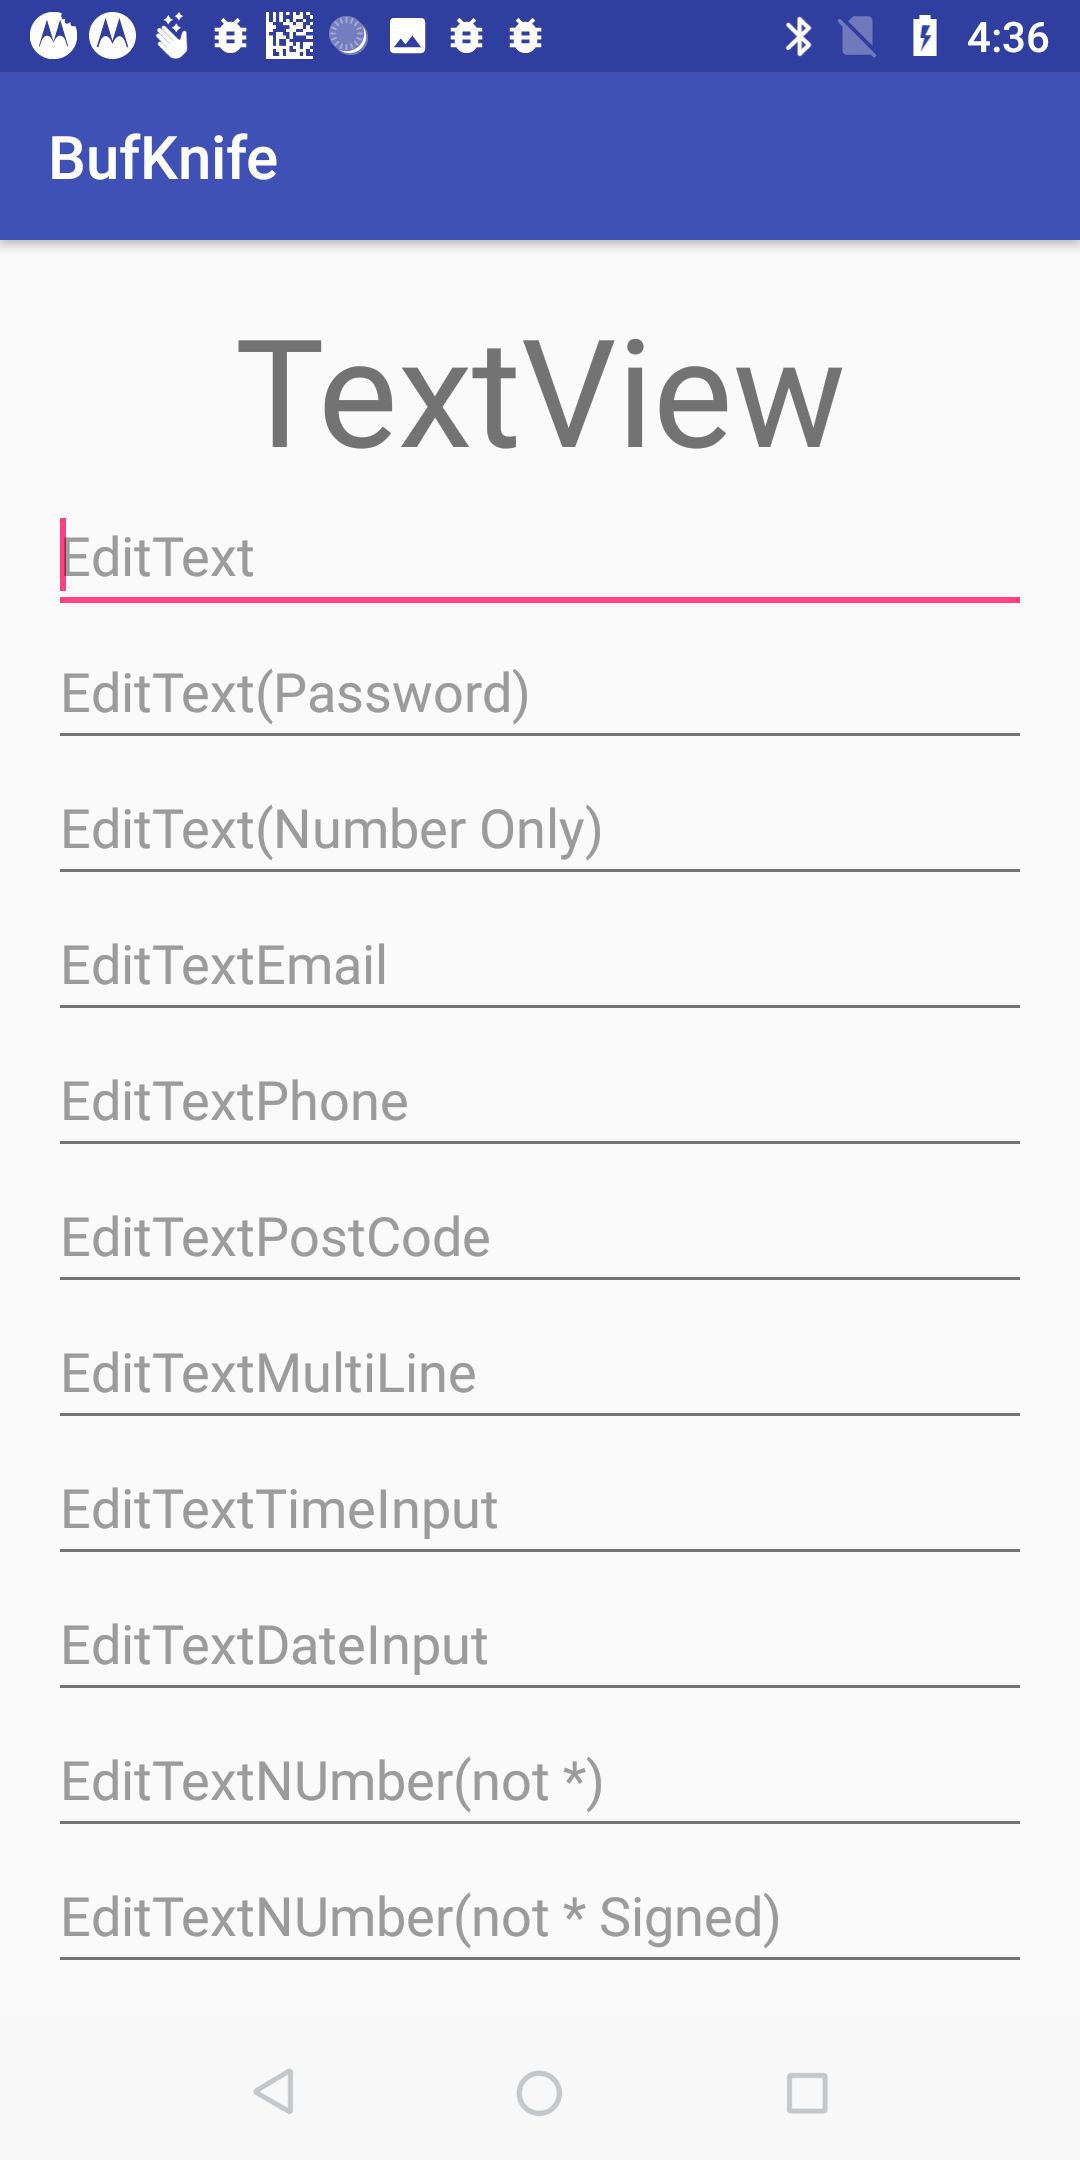 4:36
BufKnife
TextView
EditText
EditText(Password)
EditText(Number Only)
EditTextEmail
EditTextPhone
EditTextPostCode
EditTextMultiLine
EditTextTimeInput
EditTextDateInput
EditTextNUmber(not *)
EditTextNUmber(not * Signed)